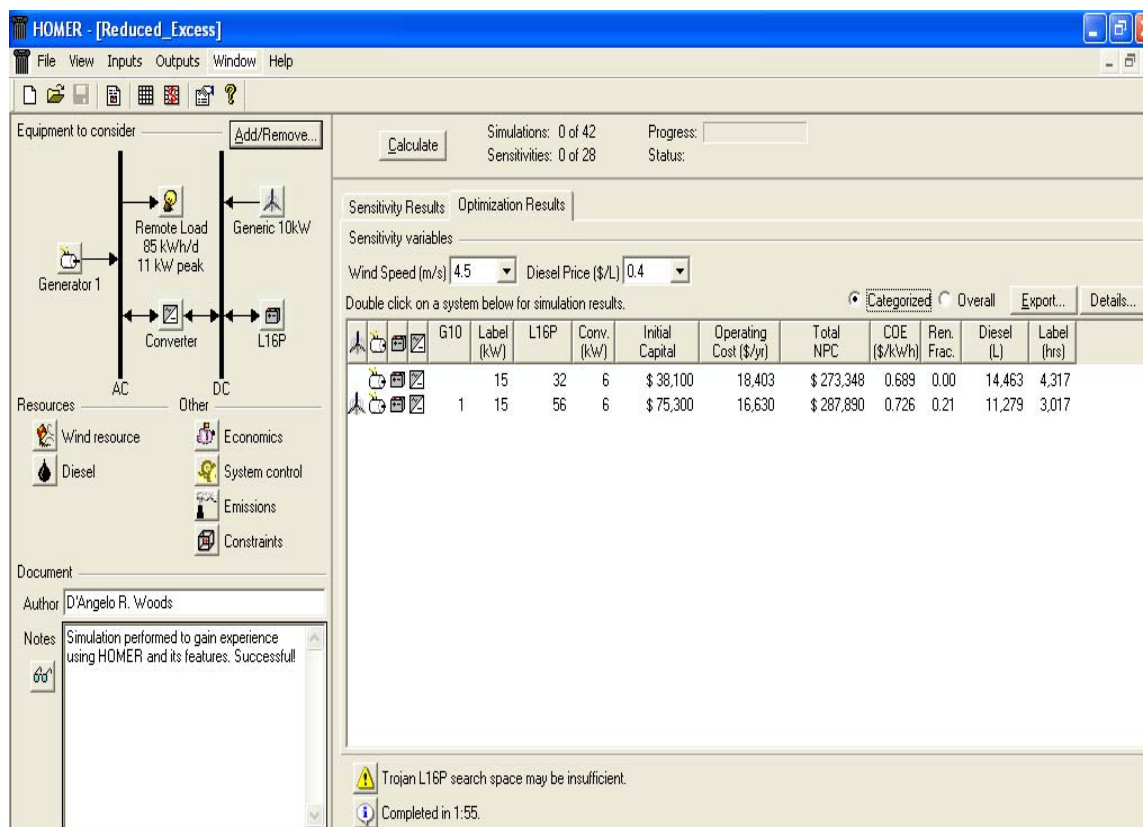 HOMER - [Reduced_Excess]
File View Inputs Outputs Window Help
Equipment to consider
Add/Remove...
Remote Load
85 kWh/d
11 kW peak
Generic 10kW
Generator 1
Converter
L16P
AC
DC
Resources
Other
Wind resource
Economics
Diesel
System control
Emissions
Constraints
Document
Author D'Angelo R. Woods
Notes
Simulation performed to gain experience
using HOMER and its features. Successful!
Calculate
Simulations: 0 of 42
Progress:
Sensitivities: 0 of 28
Status:
Sensitivity Results
Optimization Results
Sensitivity variables
Wind Speed (m/s) 4.5
Diesel Price ($/L) 0.4
Double click on a system below for simulation results.
Categorized
Overall
Export...
Details...
G10 Label (kW) L16P Conv. (kW) Initial Capital Operating Cost ($/yr) Total NPC COE ($/kWh) Ren. Frac. Diesel (L) Label (hrs)
15 32 6 $ 38,100 18,403 $ 273,348 0.689 0.00 14,463 4,317
1 15 56 6 $ 75,300 16,630 $ 287,890 0.726 0.21 11,279 3,017
Trojan L16P search space may be insufficient.
Completed in 1:55.